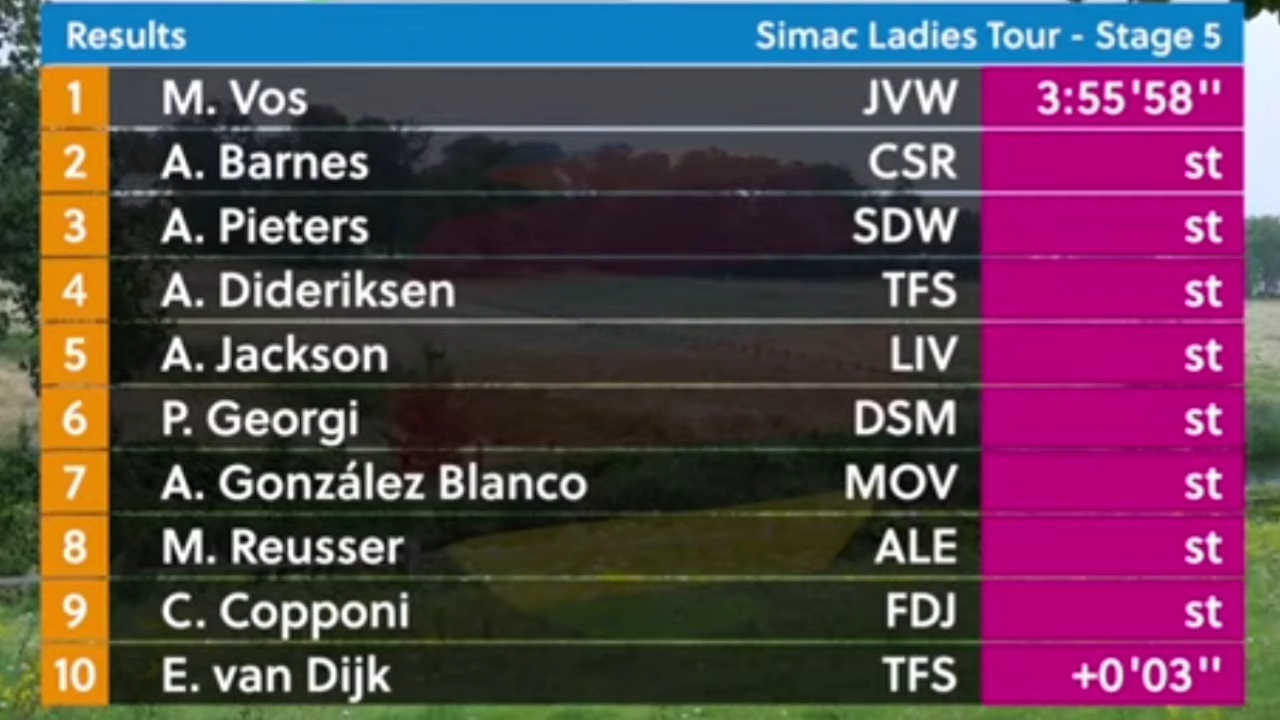 Results Simac Ladies Tour - Stage 5
1 M. Vos JVW 3:55'58"
2 A. Barnes CSR st
3 A. Pieters SDW st
4 A. Dideriksen TFS st
5 A. Jackson LIV st
6 P. Georgi DSM st
7 A. González Blanco MOV st
8 M. Reusser ALE st
9 C. Copponi FDJ st
10 E. van Dijk TFS +0'03"